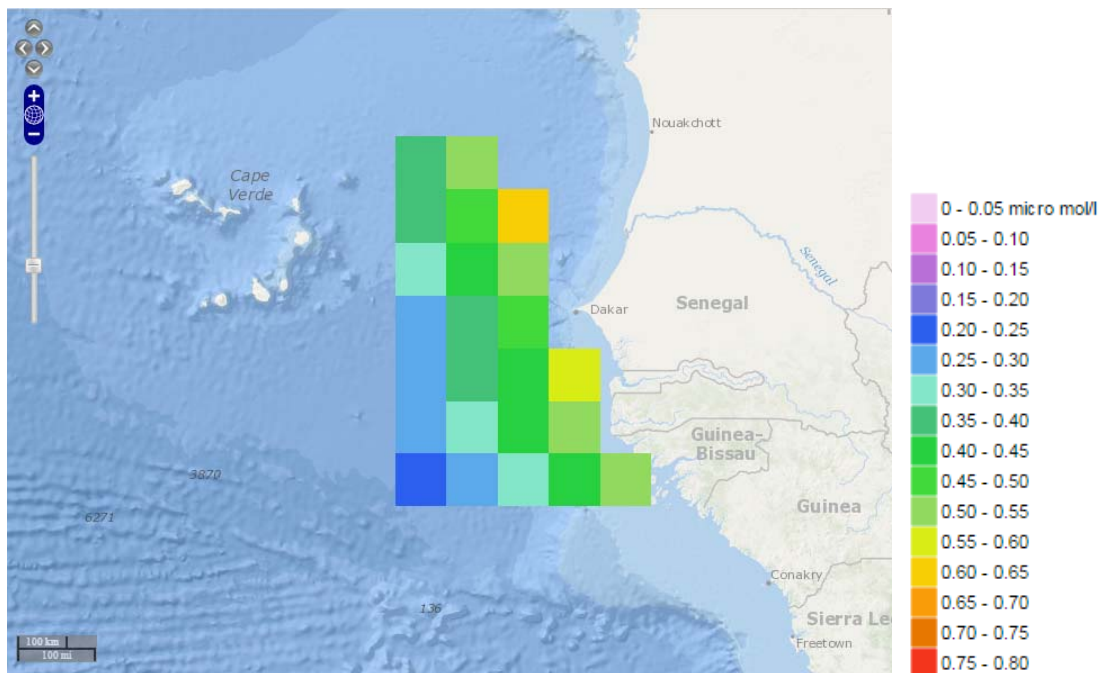 Nouakchott
Cape
Verde
Senegal
Dakar
Senegal
Guinea-
Bissau
3870
6271
Guinea
Conakry
136
Sierra Le
Freetown
100 km
100 mi
0 - 0.05 micro mol/l
0.05 - 0.10
0.10 - 0.15
0.15 - 0.20
0.20 - 0.25
0.25 - 0.30
0.30 - 0.35
0.35 - 0.40
0.40 - 0.45
0.45 - 0.50
0.50 - 0.55
0.55 - 0.60
0.60 - 0.65
0.65 - 0.70
0.70 - 0.75
0.75 - 0.80